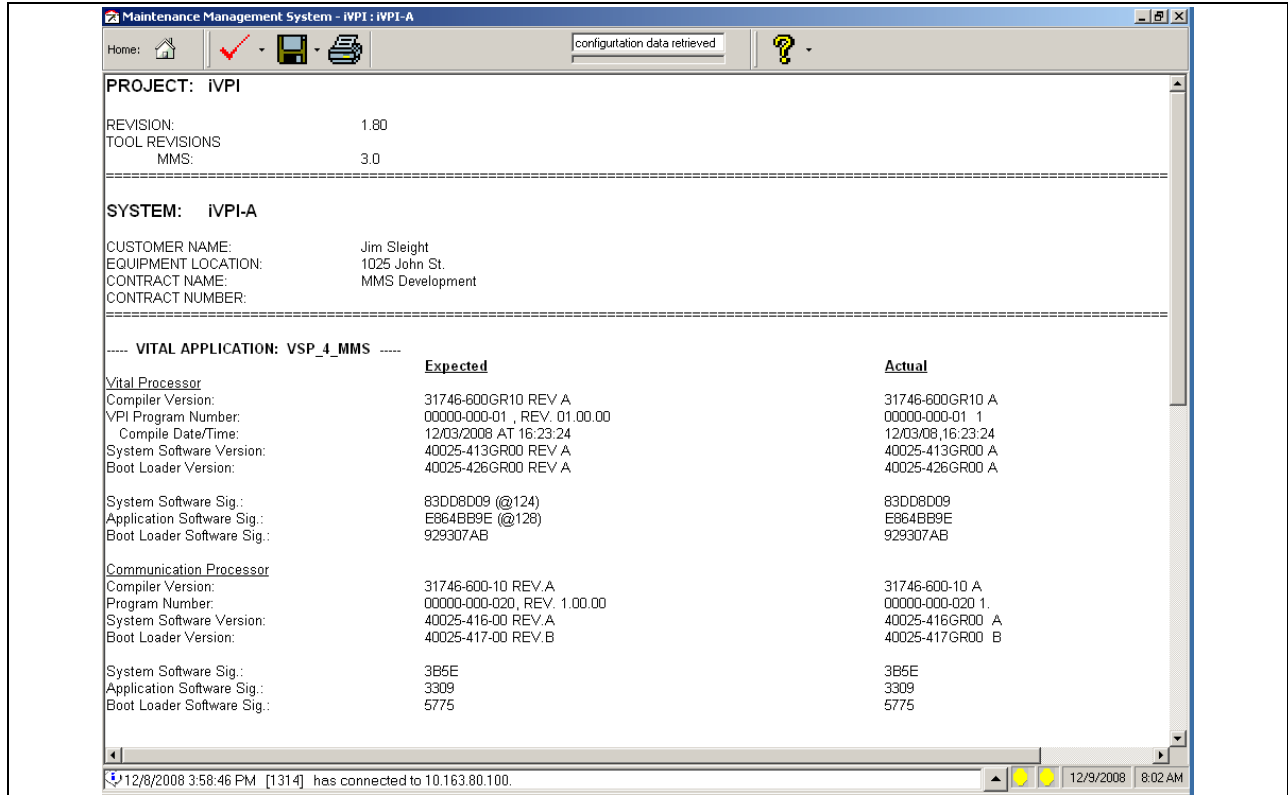 Maintenance Management System - iVPI : iVPI-A
Home: configurtation data retrieved
PROJECT: iVPI
REVISION: 1.80
TOOL REVISIONS
MMS: 3.0
================================================================================
SYSTEM: iVPI-A
CUSTOMER NAME: Jim Sleight
EQUIPMENT LOCATION: 1025 John St.
CONTRACT NAME: MMS Development
CONTRACT NUMBER:
================================================================================
----- VITAL APPLICATION: VSP_4_MMS -----
Expected Actual
Vital Processor
Compiler Version: 31746-600GR10 REV A 31746-600GR10 A
VPI Program Number: 00000-000-01 , REV. 01.00.00 00000-000-01 1
Compile Date/Time: 12/03/2008 AT 16:23:24 12/03/08,16:23:24
System Software Version: 40025-413GR00 REV A 40025-413GR00 A
Boot Loader Version: 40025-426GR00 REV A 40025-426GR00 A
System Software Sig.: 83DD8D09 (@124) 83DD8D09
Application Software Sig.: E864BB9E (@128) E864BB9E
Boot Loader Software Sig.: 929307AB 929307AB
Communication Processor
Compiler Version: 31746-600-10 REV.A 31746-600-10 A
Program Number: 00000-000-020, REV. 1.00.00 00000-000-020 1.
System Software Version: 40025-416-00 REV.A 40025-416GR00 A
Boot Loader Version: 40025-417-00 REV.B 40025-417GR00 B
System Software Sig.: 3B5E 3B5E
Application Software Sig.: 3309 3309
Boot Loader Software Sig.: 5775 5775
12/8/2008 3:58:46 PM [1314] has connected to 10.163.80.100. 12/9/2008 8:02 AM